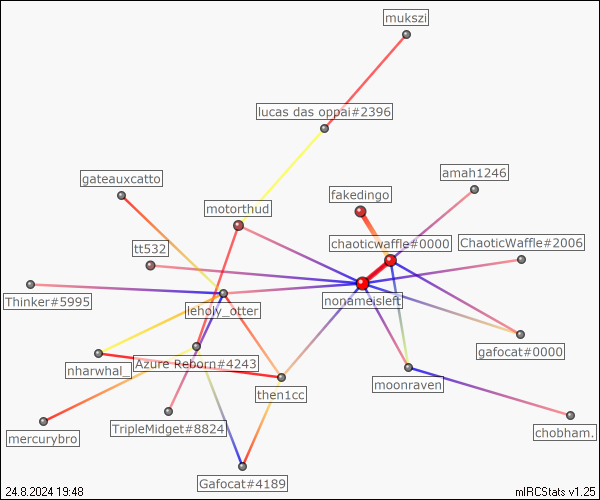 mukszi
lucas das oppai#2396
amah1246
gateauxcatto
fakedingo
motorthud
chaoticwaffle#0000
ChaoticWaffle#2006
tt532
Thinker#5995
nonameisleft
leholy_otter
gafocat#0000
Azure Reborn#4243
nharwhal_
moonraven
then1cc
chobham.
TripleMidget#8824
mercurybro
Gafocat#4189
24.8.2024 19:48
mIRCStats v1.25